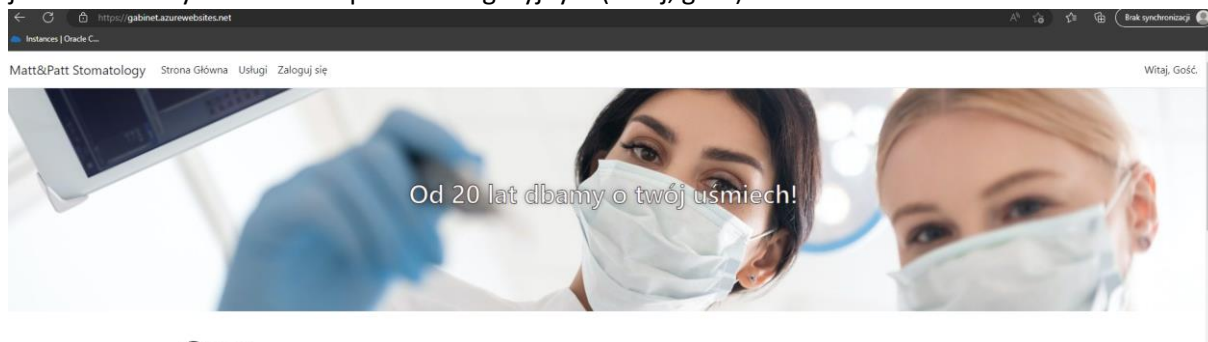 https://gabinet.azurewebsites.net
Brak synchronizacji
Instances | Oracle C...
Matt&Patt Stomatology Strona Główna Usługi Zaloguj się Witaj, Gość.
Od 20 lat dbamy o twój uśmiech!